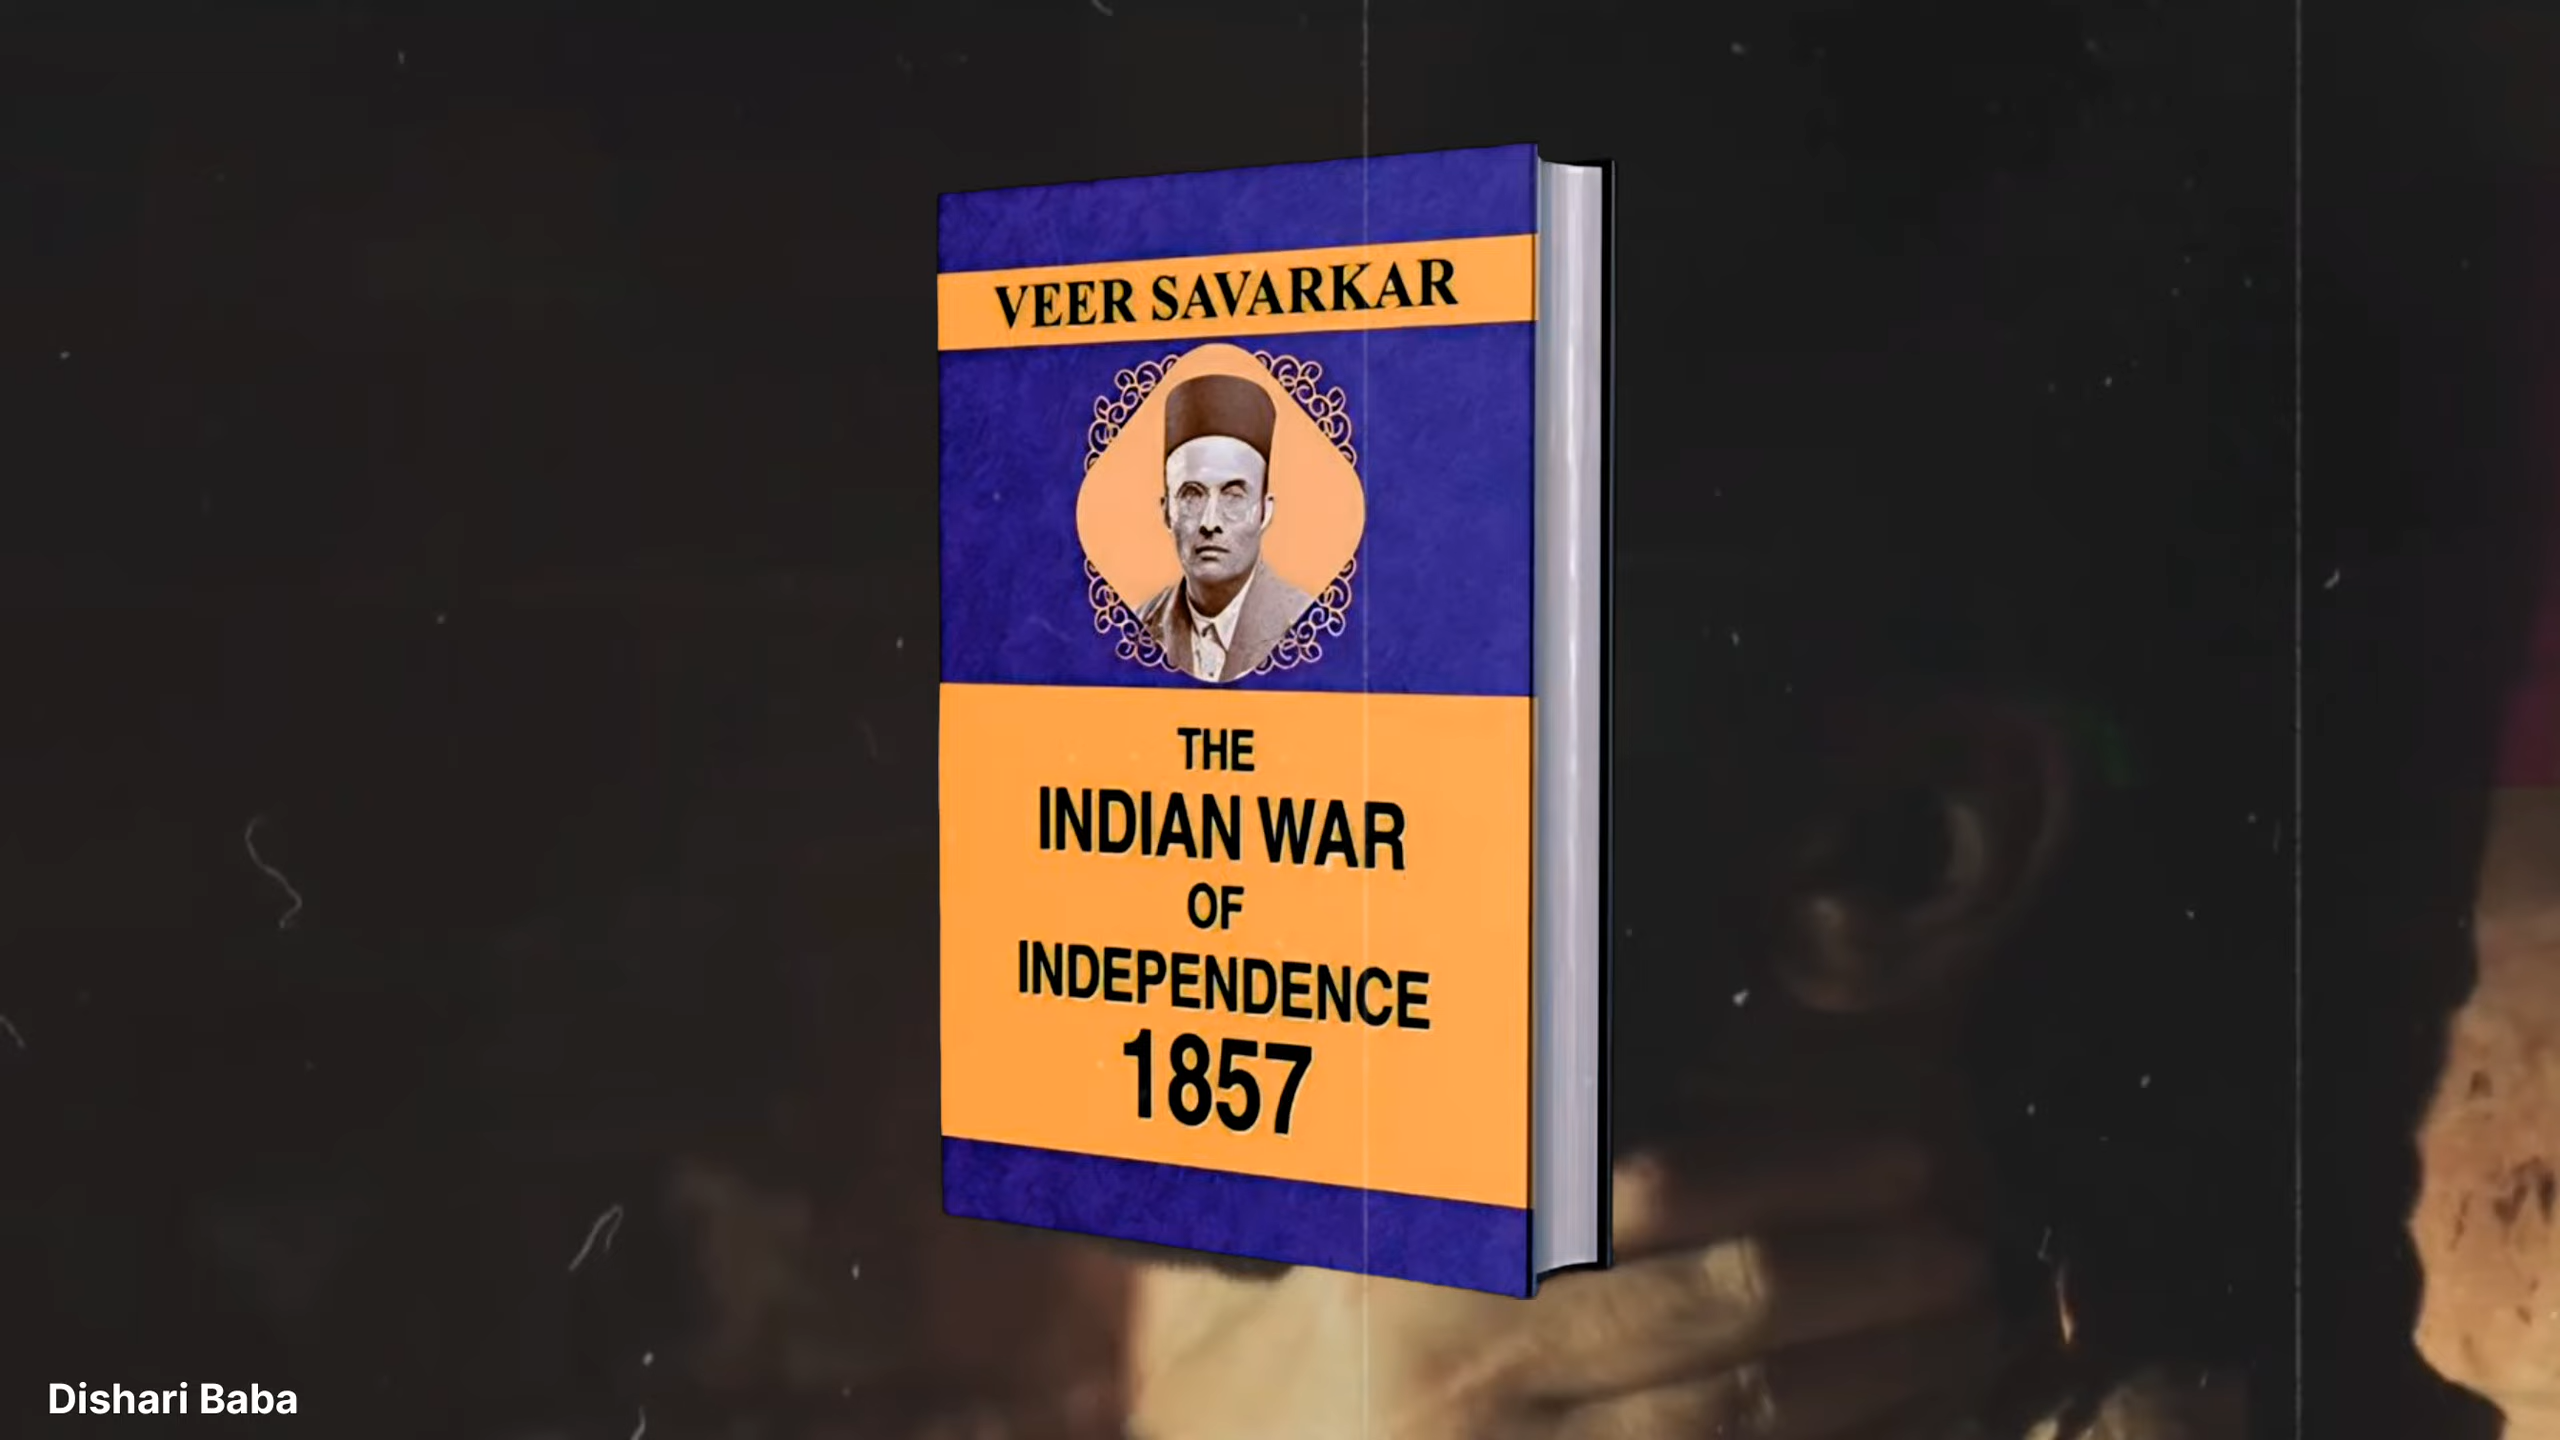 VEER SAVARKAR
THE
INDIAN WAR
OF
INDEPENDENCE
1857
Dishari Baba